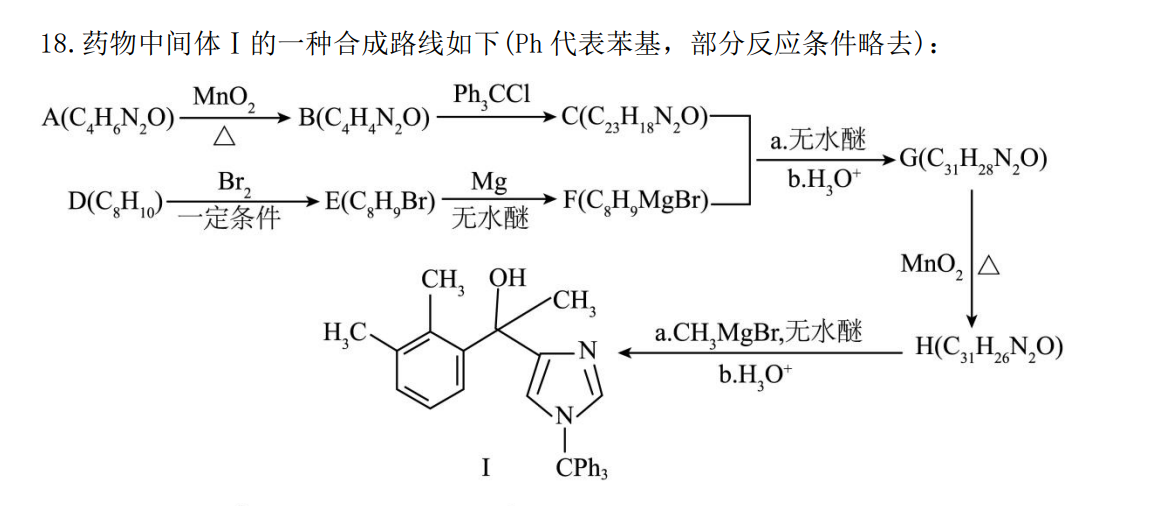 18.药物中间体Ⅰ的一种合成路线如下(Ph 代表苯基，部分反应条件略去)：
A(C₄H₆N₂O) MnO₂ △ B(C₄H₄N₂O) Ph₃CCl C(C₂₃H₁₈N₂O)
D(C₈H₁₀) Br₂ 一定条件 E(C₈H₉Br) Mg 无水醚 F(C₈H₉MgBr)
a.无水醚
b.H₃O⁺
G(C₃₁H₂₈N₂O)
MnO₂ △
H(C₃₁H₂₆N₂O)
a.CH₃MgBr,无水醚
b.H₃O⁺
CH₃ OH
CH₃
H₃C
N
N
I CPh₃